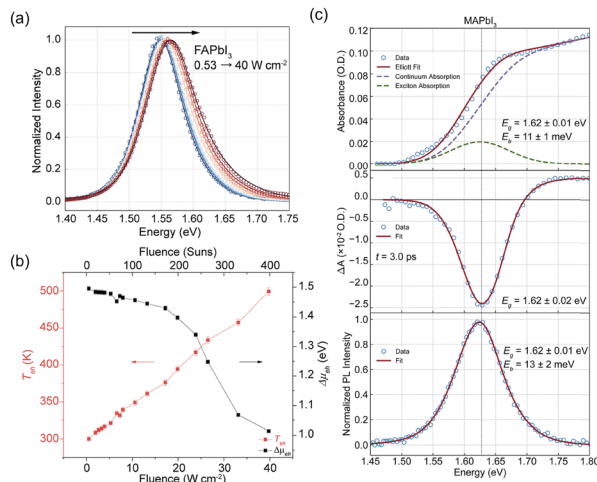 (a)
FAPbI3
0.53 → 40 W cm-2
Normalized Intensity
1.0
0.8
0.6
0.4
0.2
0.0
1.40 1.45 1.50 1.55 1.60 1.65 1.70 1.75
Energy (eV)
(b)
Fluence (Suns)
0 100 200 300 400
Teh (K)
500
450
400
350
300
Δμeh (eV)
1.5
1.4
1.3
1.2
1.1
1.0
Teh
Δμeh
0 10 20 30 40
Fluence (W cm-2)
(c)
MAPbI3
Absorbance (O.D.)
0.12
0.10
0.08
0.06
0.04
0.02
0.00
Data
Elliott Fit
Continuum Absorption
Exciton Absorption
Eg = 1.62 ± 0.01 eV
Eb = 11 ± 1 meV
ΔA (×10-2 O.D.)
0.5
0.0
-0.5
-1.0
-1.5
-2.0
-2.5
Data
Fit
t = 3.0 ps
Eg = 1.62 ± 0.02 eV
Normalized PL Intensity
1.0
0.8
0.6
0.4
0.2
0.0
Data
Fit
Eg = 1.62 ± 0.01 eV
Eb = 13 ± 2 meV
1.45 1.50 1.55 1.60 1.65 1.70 1.75 1.80
Energy (eV)